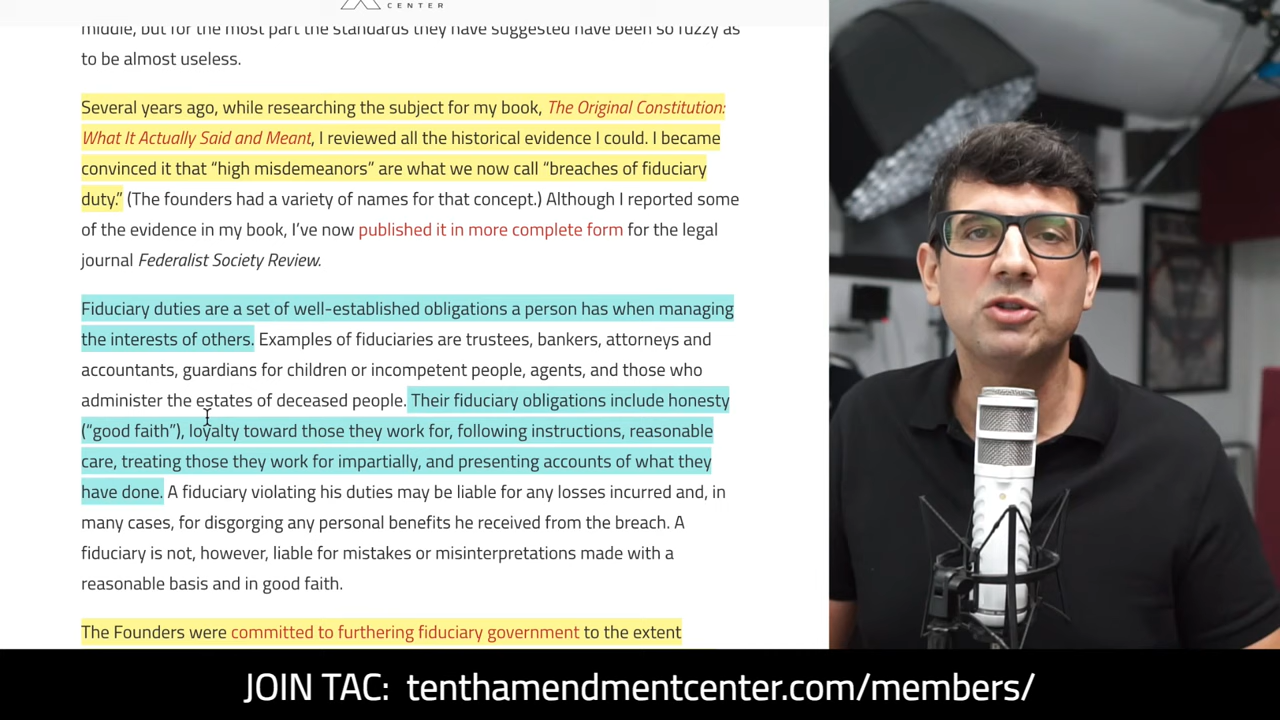 CENTER
middle, but for the most part the standards they have suggested have been so fuzzy as
to be almost useless.
Several years ago, while researching the subject for my book, The Original Constitution:
What It Actually Said and Meant, I reviewed all the historical evidence I could. I became
convinced it that “high misdemeanors” are what we now call “breaches of fiduciary
duty.” (The founders had a variety of names for that concept.) Although I reported some
of the evidence in my book, I’ve now published it in more complete form for the legal
journal Federalist Society Review.
Fiduciary duties are a set of well-established obligations a person has when managing
the interests of others. Examples of fiduciaries are trustees, bankers, attorneys and
accountants, guardians for children or incompetent people, agents, and those who
administer the estates of deceased people. Their fiduciary obligations include honesty
(“good faith”), loyalty toward those they work for, following instructions, reasonable
care, treating those they work for impartially, and presenting accounts of what they
have done. A fiduciary violating his duties may be liable for any losses incurred and, in
many cases, for disgorging any personal benefits he received from the breach. A
fiduciary is not, however, liable for mistakes or misinterpretations made with a
reasonable basis and in good faith.
The Founders were committed to furthering fiduciary government to the extent
JOIN TAC: tenthamendmentcenter.com/members/